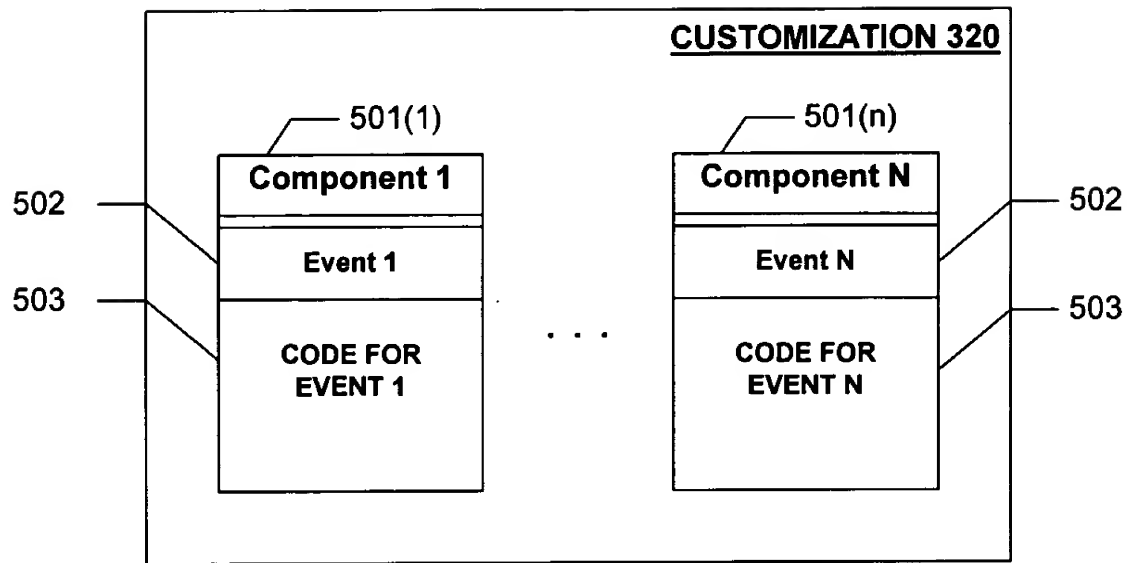 CUSTOMIZATION 320
501(1)
501(n)
Component 1
Component N
502
502
Event 1
Event N
503
503
. . .
CODE FOR
EVENT 1
CODE FOR
EVENT N